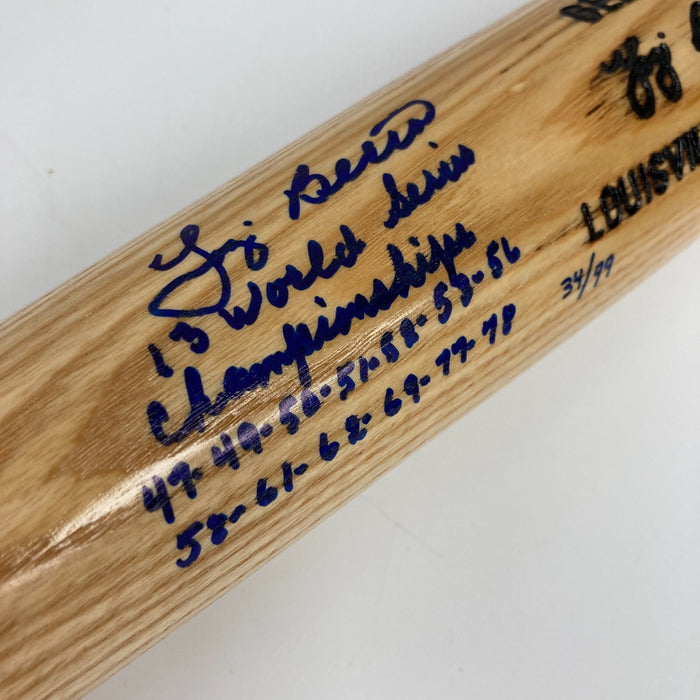 Yogi Berra
13 World Series
Championships
47-49-50-51-52-53-56
58-61-62-69-77-78
34/99
Yogi
LOUISVI